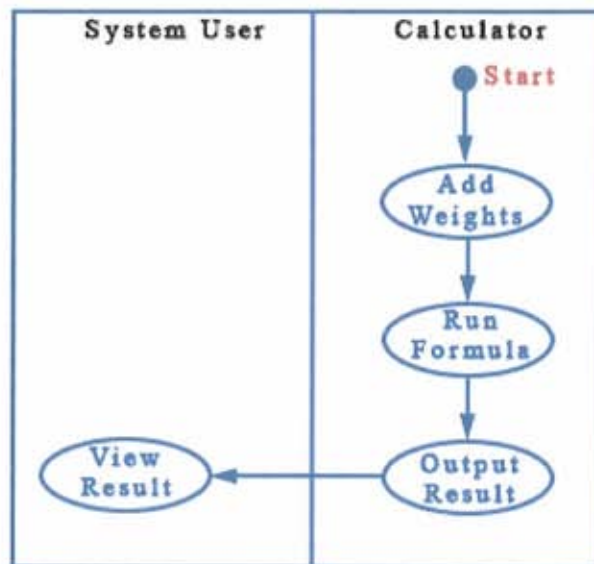 System User
Calculator
Start
Add
Weights
Run
Formula
View
Result
Output
Result